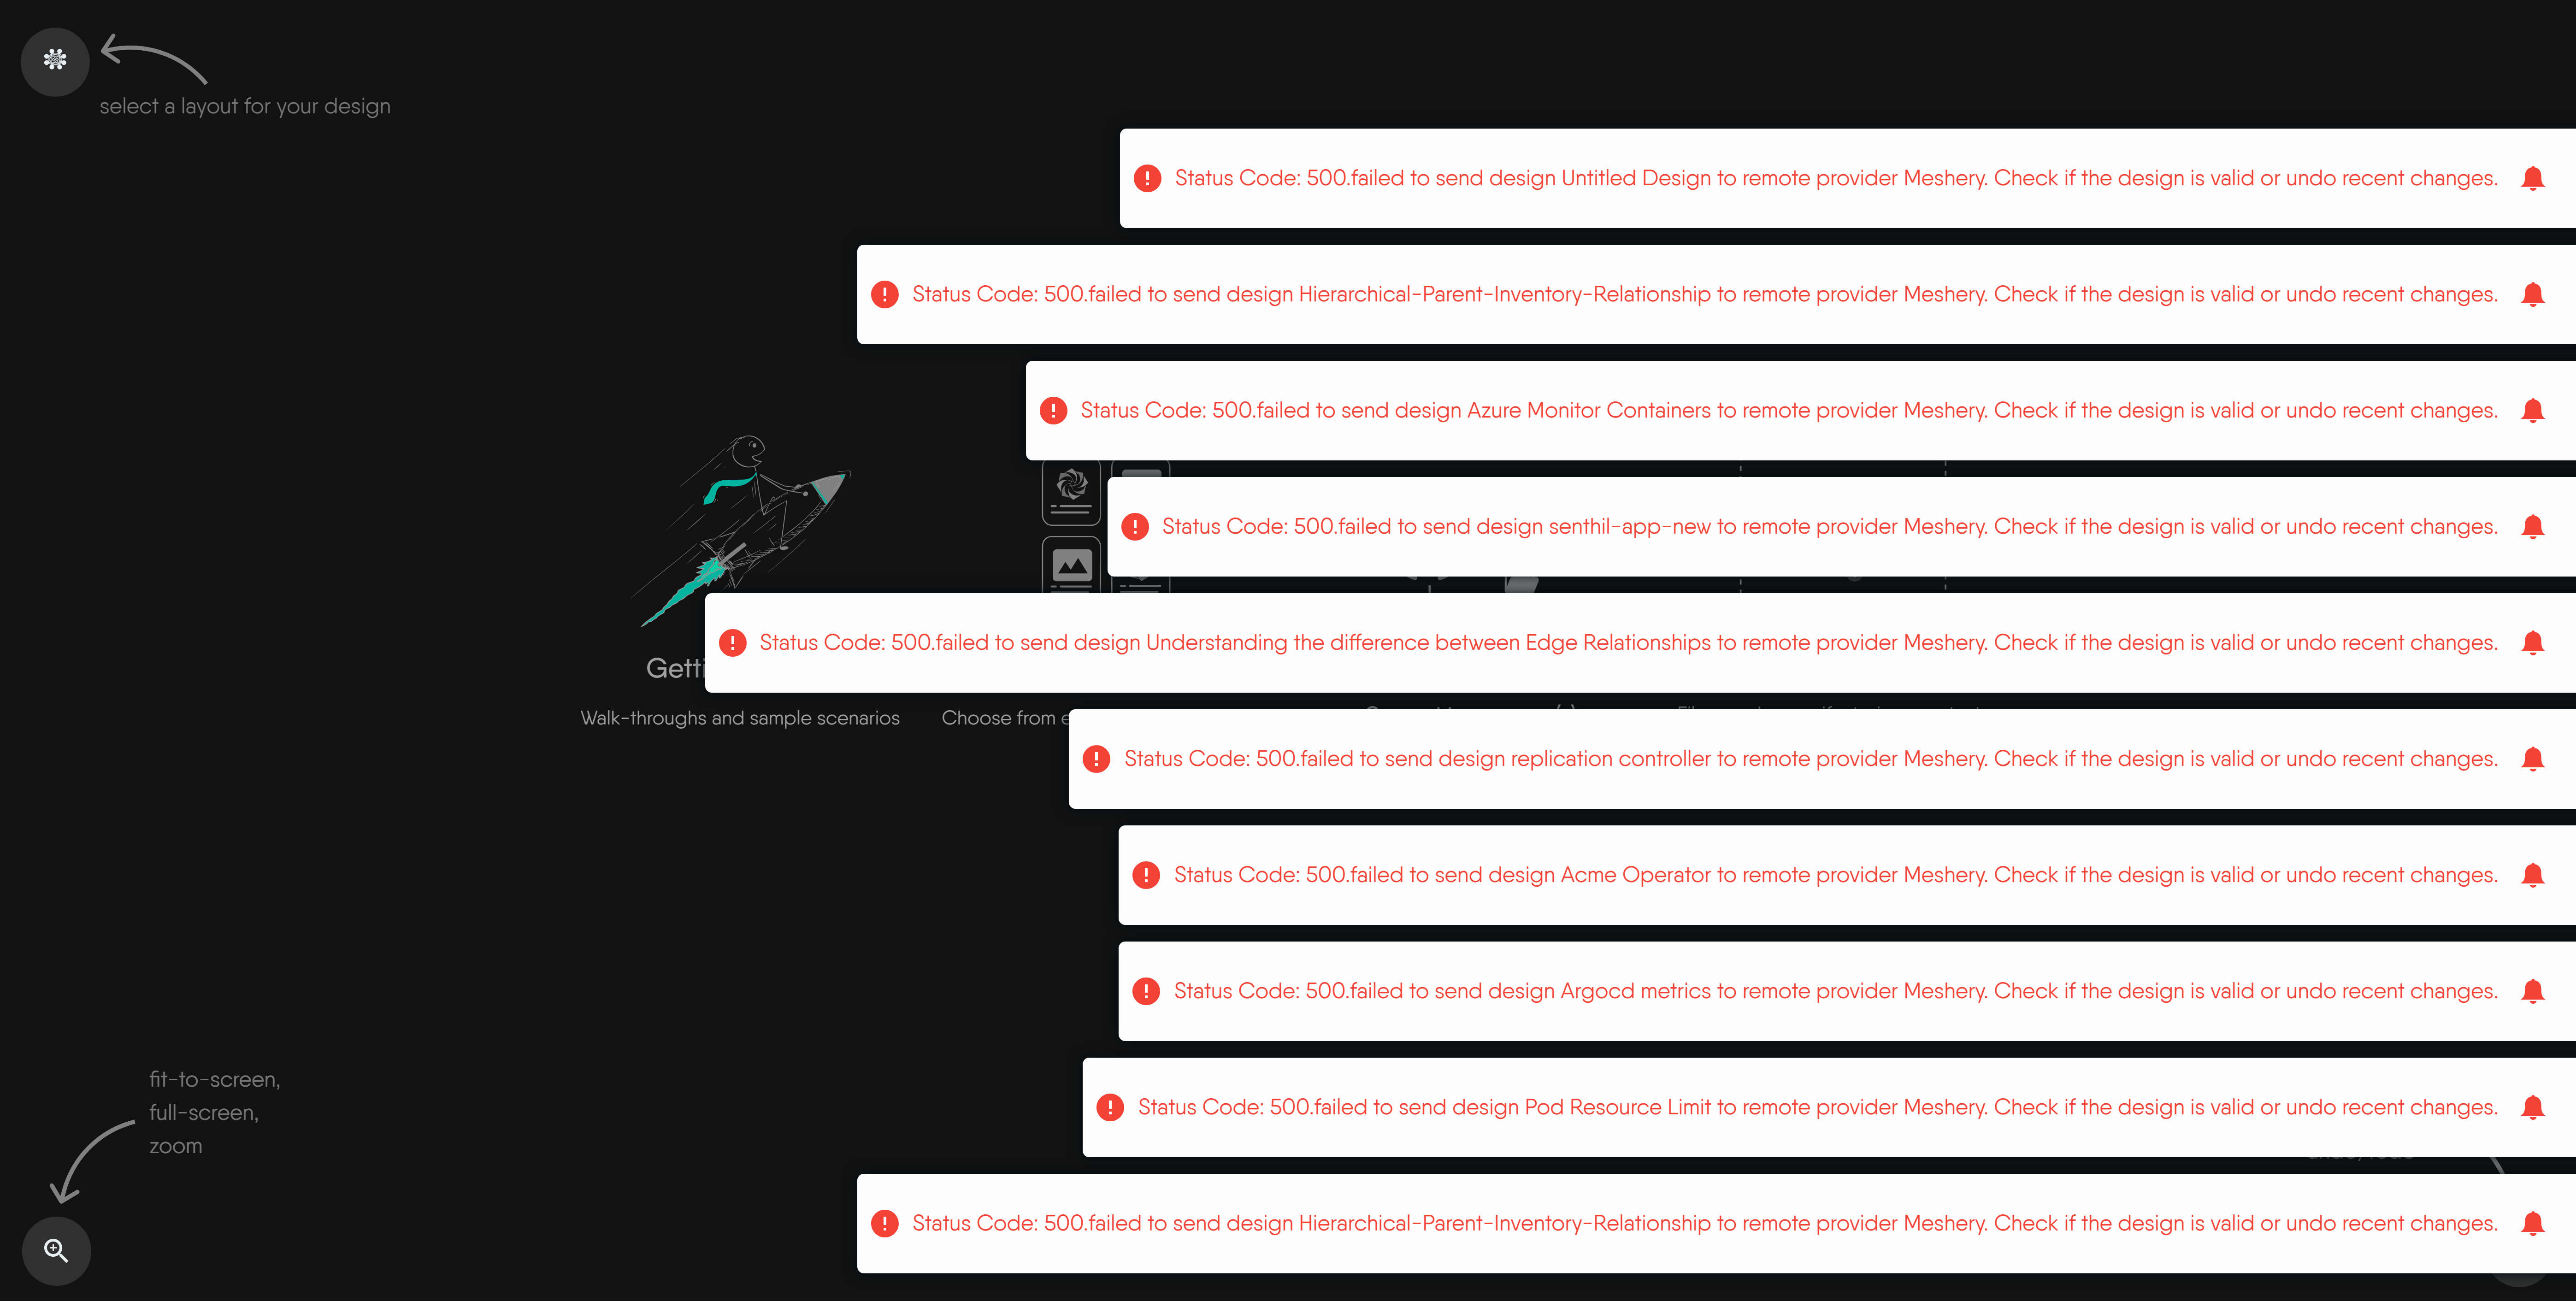 select a layout for your design
Status Code: 500.failed to send design Untitled Design to remote provider Meshery. Check if the design is valid or undo recent changes.
Status Code: 500.failed to send design Hierarchical-Parent-Inventory-Relationship to remote provider Meshery. Check if the design is valid or undo recent changes.
Status Code: 500.failed to send design Azure Monitor Containers to remote provider Meshery. Check if the design is valid or undo recent changes.
Status Code: 500.failed to send design senthil-app-new to remote provider Meshery. Check if the design is valid or undo recent changes.
Status Code: 500.failed to send design Understanding the difference between Edge Relationships to remote provider Meshery. Check if the design is valid or undo recent changes.
Walk-throughs and sample scenarios
Choose from
Status Code: 500.failed to send design replication controller to remote provider Meshery. Check if the design is valid or undo recent changes.
Status Code: 500.failed to send design Acme Operator to remote provider Meshery. Check if the design is valid or undo recent changes.
Status Code: 500.failed to send design Argocd metrics to remote provider Meshery. Check if the design is valid or undo recent changes.
Status Code: 500.failed to send design Pod Resource Limit to remote provider Meshery. Check if the design is valid or undo recent changes.
fit-to-screen,
full-screen,
zoom
Status Code: 500.failed to send design Hierarchical-Parent-Inventory-Relationship to remote provider Meshery. Check if the design is valid or undo recent changes.